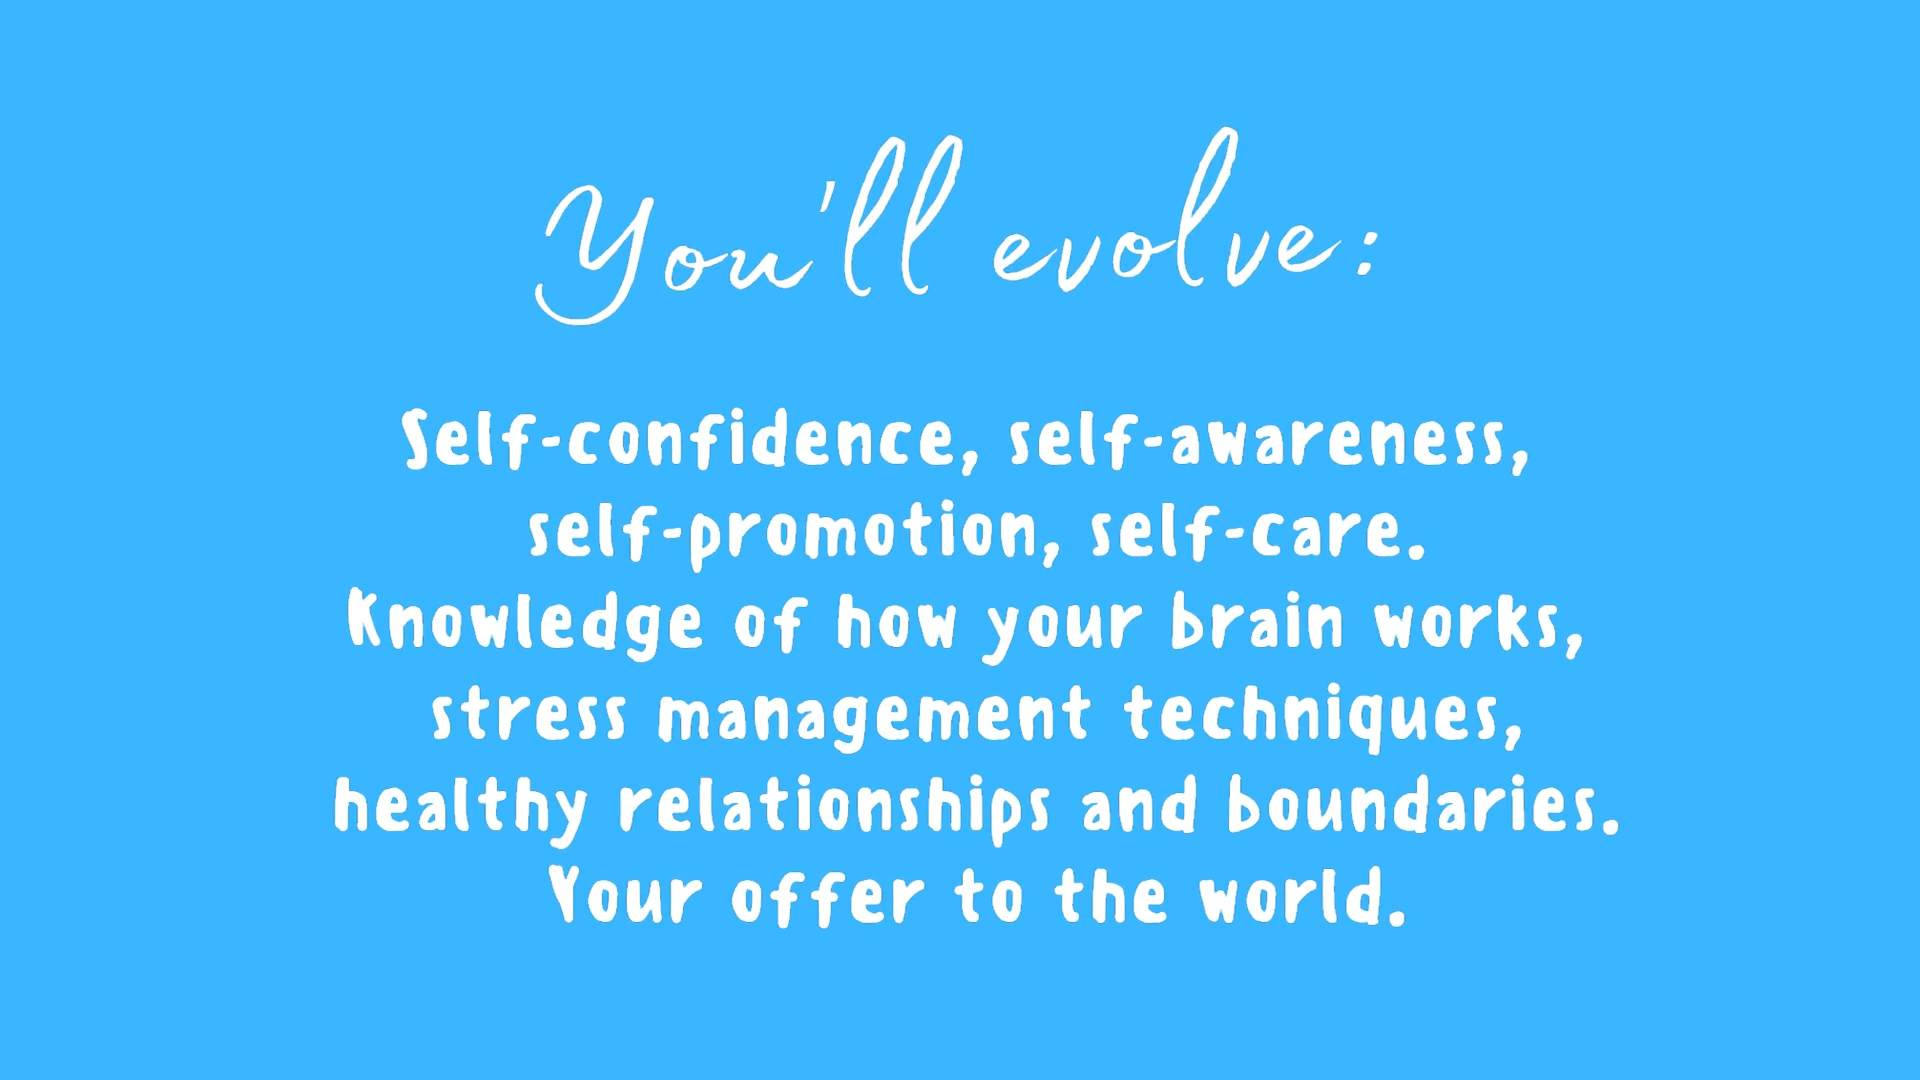 You'll evolve:
Self-confidence, self-awareness,
self-promotion, self-care.
Knowledge of how your brain works,
stress management techniques,
healthy relationships and boundaries.
Your offer to the world.